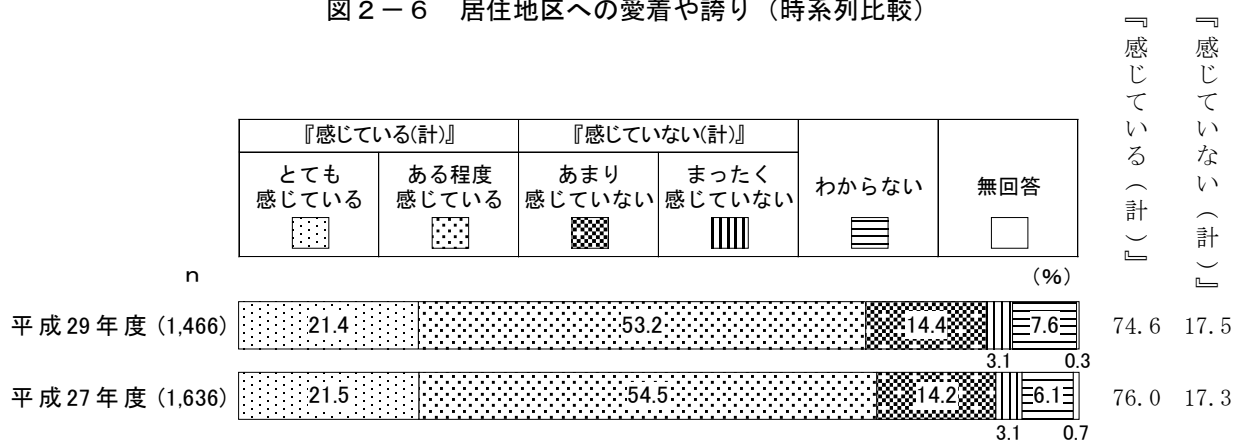 図2－6　居住地区への愛着や誇り（時系列比較）
『感じている(計)』
『感じていない(計)』
とても
感じている
ある程度
感じている
あまり
感じていない
まったく
感じていない
わからない
無回答
『感じている（計）』
『感じていない（計）』
ｎ
(％)
平成29年度 (1,466) 21.4 53.2 14.4 7.6 74.6 17.5
3.1 0.3
平成27年度 (1,636) 21.5 54.5 14.2 6.1 76.0 17.3
3.1 0.7